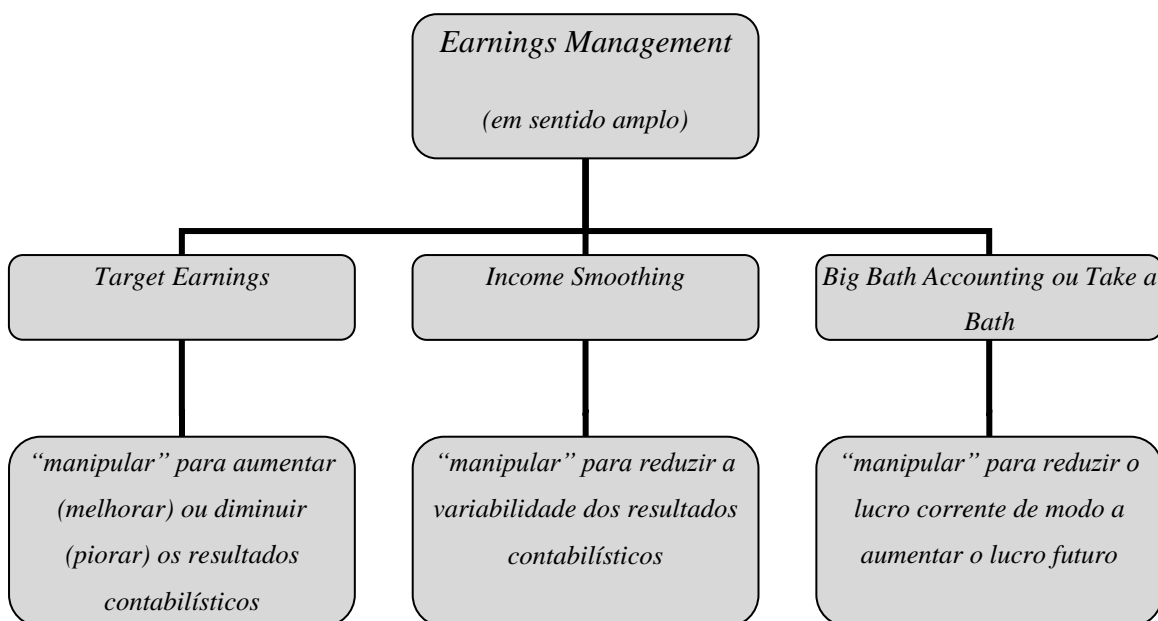 Earnings Management
(em sentido amplo)
Target Earnings
Income Smoothing
Big Bath Accounting ou Take a
Bath
“manipular” para aumentar
(melhorar) ou diminuir
(piorar) os resultados
contabilísticos
“manipular” para reduzir a
variabilidade dos resultados
contabilísticos
“manipular” para reduzir o
lucro corrente de modo a
aumentar o lucro futuro